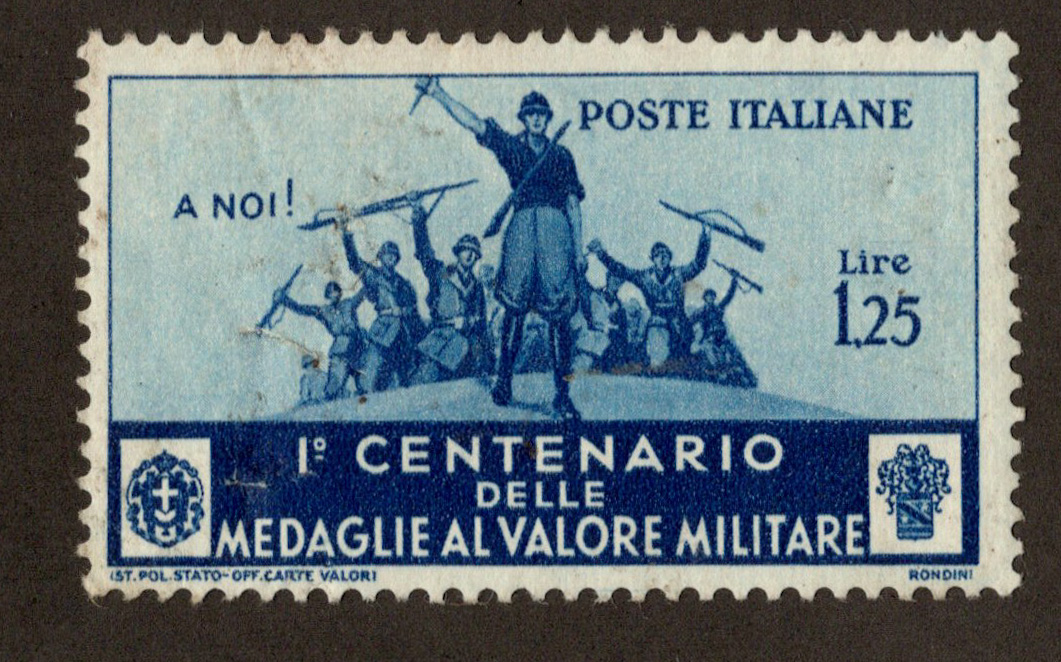 POSTE ITALIANE
A NOI!
Lire
1,25
Iº CENTENARIO
DELLE
MEDAGLIE AL VALORE MILITARE
IST. POL. STATO-OFF. CARTE VALORI
RONDINI